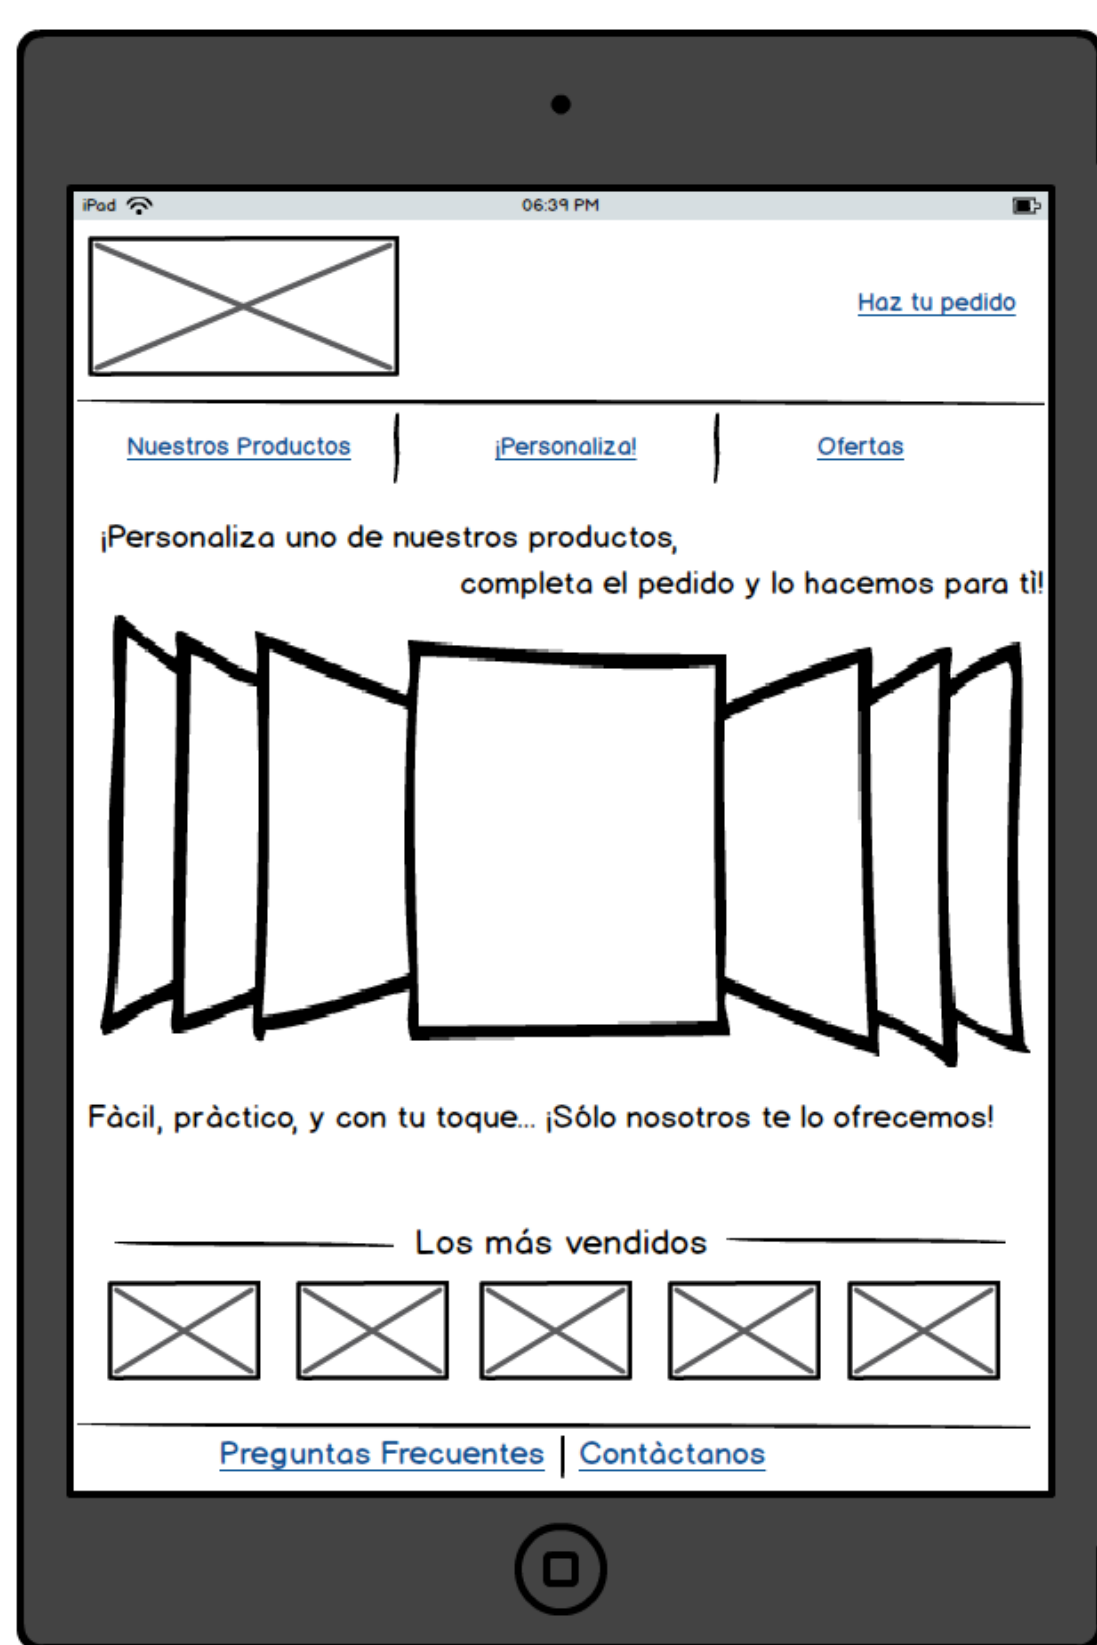 iPad
06:39 PM
Haz tu pedido
Nuestros Productos
¡Personaliza!
Ofertas
¡Personaliza uno de nuestros productos,
completa el pedido y lo hacemos para tì!
Fàcil, pràctico, y con tu toque... ¡Sólo nosotros te lo ofrecemos!
Los más vendidos
Preguntas Frecuentes
Contàctanos